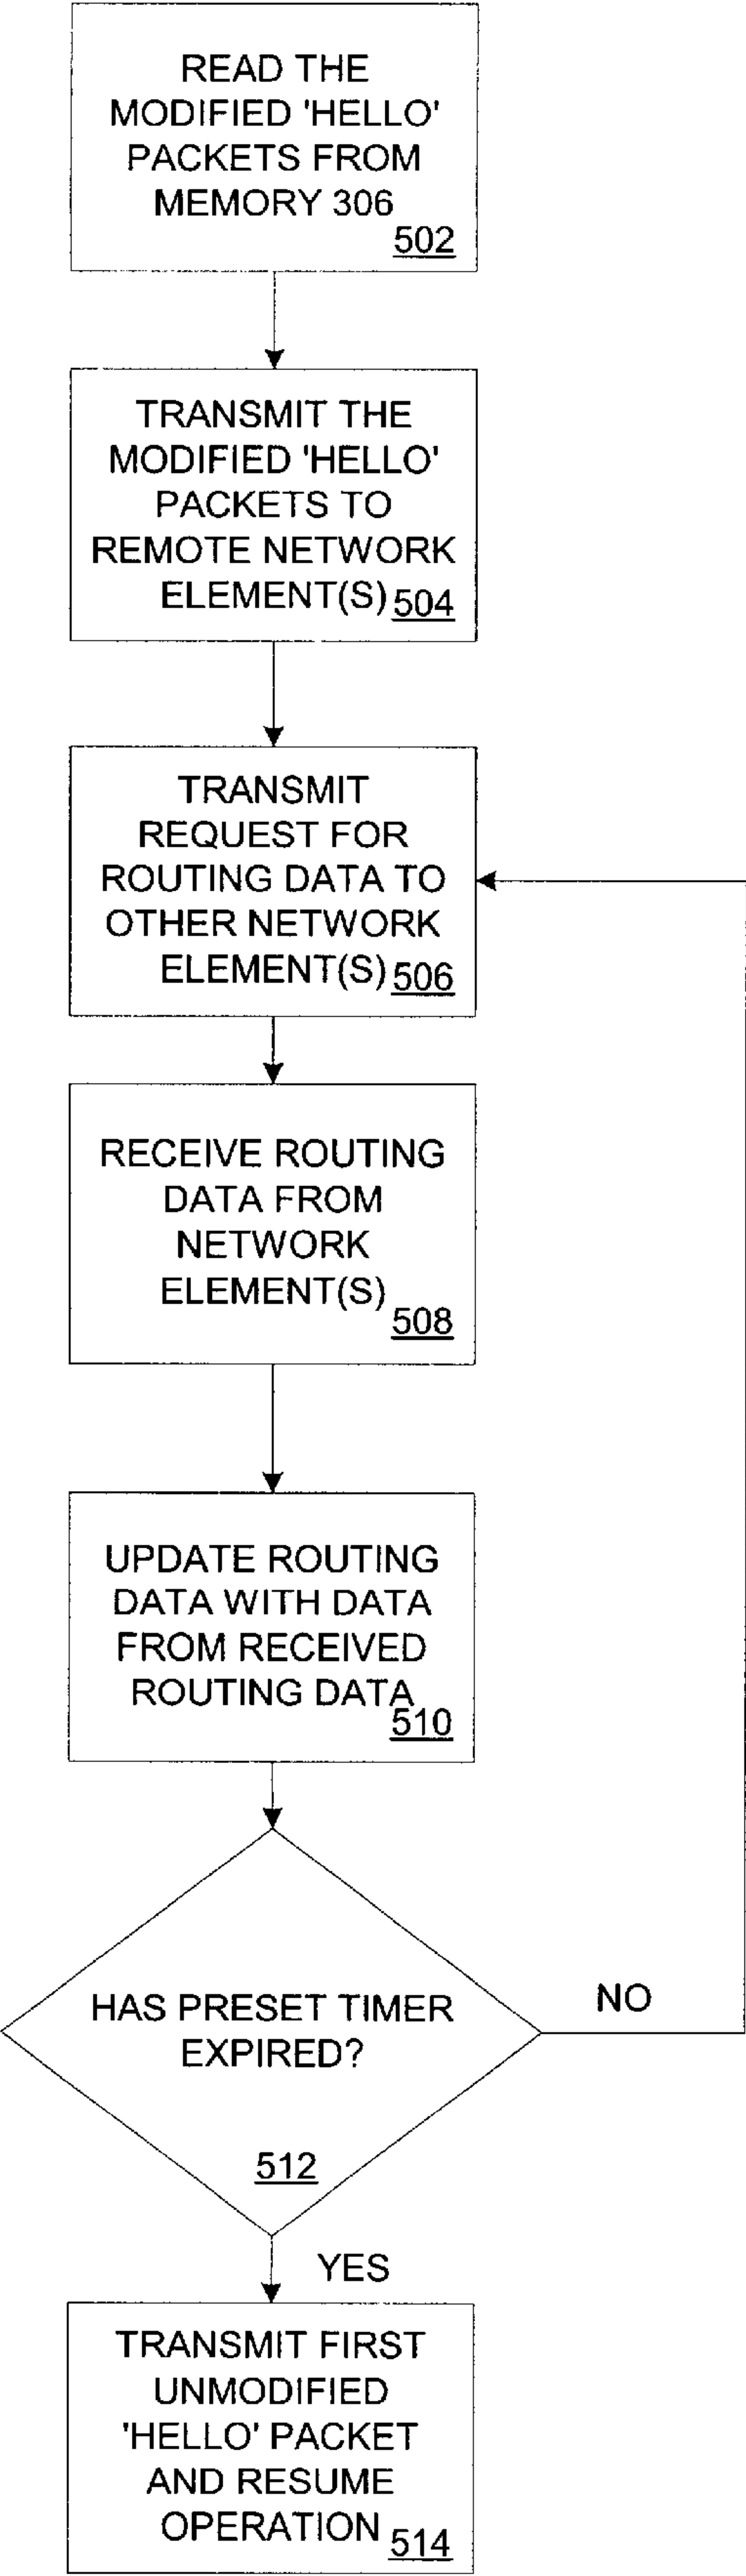 READ THE
MODIFIED 'HELLO'
PACKETS FROM
MEMORY 306
502
TRANSMIT THE
MODIFIED 'HELLO'
PACKETS TO
REMOTE NETWORK
ELEMENT(S) 504
TRANSMIT
REQUEST FOR
ROUTING DATA TO
OTHER NETWORK
ELEMENT(S) 506
RECEIVE ROUTING
DATA FROM
NETWORK
ELEMENT(S)
508
UPDATE ROUTING
DATA WITH DATA
FROM RECEIVED
ROUTING DATA
510
HAS PRESET TIMER
EXPIRED?
512
NO
YES
TRANSMIT FIRST
UNMODIFIED
'HELLO' PACKET
AND RESUME
OPERATION 514